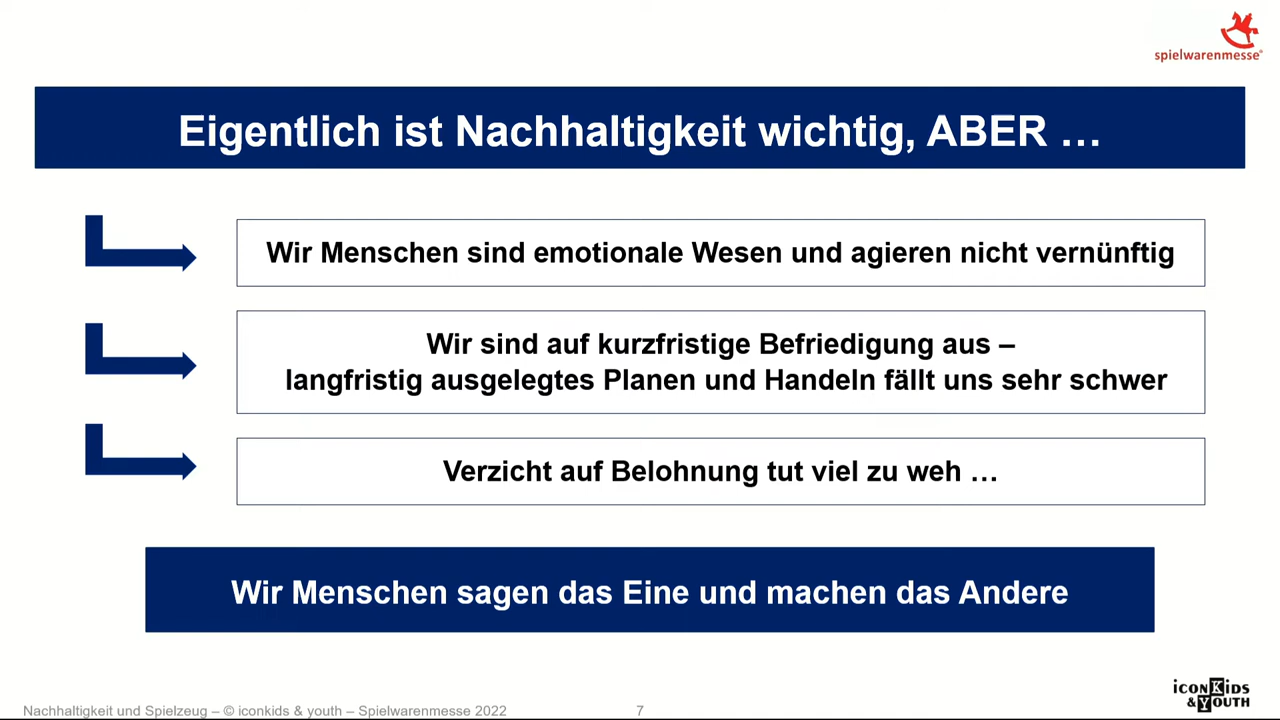 spielwarenmesse®
Eigentlich ist Nachhaltigkeit wichtig, ABER …
Wir Menschen sind emotionale Wesen und agieren nicht vernünftig
Wir sind auf kurzfristige Befriedigung aus –
langfristig ausgelegtes Planen und Handeln fällt uns sehr schwer
Verzicht auf Belohnung tut viel zu weh …
Wir Menschen sagen das Eine und machen das Andere
iconKids
&YOUTH
Nachhaltigkeit und Spielzeug – © iconkids & youth – Spielwarenmesse 2022
7